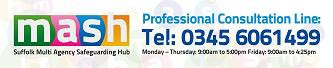 mash
Suffolk Multi Agency Safeguarding Hub
Professional Consultation Line:
Tel: 0345 6061499
Monday – Thursday: 9:00am to 5:00pm Friday: 9:00am to 4:25pm